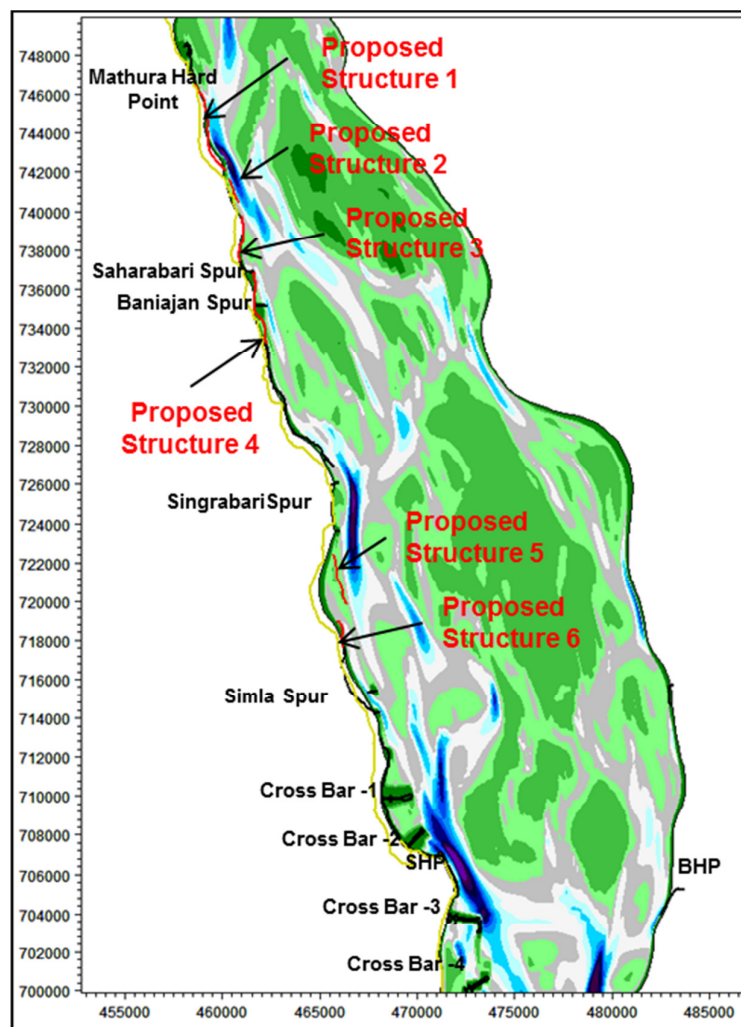 748000
746000
744000
742000
740000
738000
736000
734000
732000
730000
728000
726000
724000
722000
720000
718000
716000
714000
712000
710000
708000
706000
704000
702000
700000
Proposed
Structure 1
Mathura Hard
Point
Proposed
Structure 2
Proposed
Structure 3
Saharabari Spur
Baniajan Spur
Proposed
Structure 4
Singrabari Spur
Proposed
Structure 5
Proposed
Structure 6
Simla Spur
Cross Bar -1
Cross Bar -2
SHP
BHP
Cross Bar -3
Cross Bar -4
455000 460000 465000 470000 475000 480000 485000